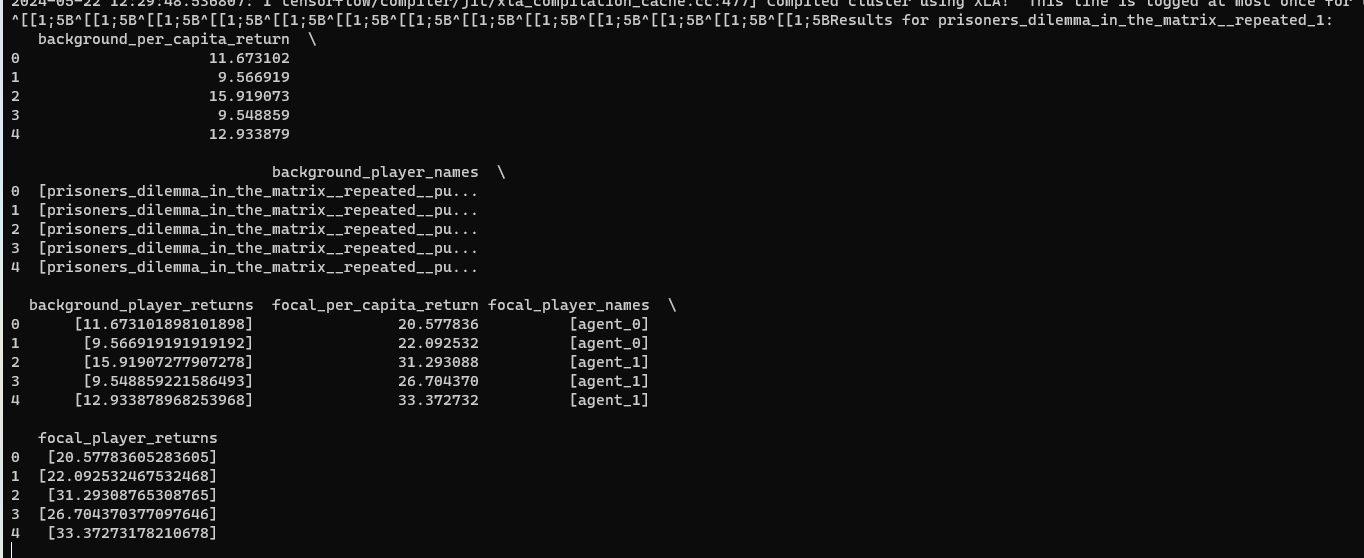 2024-05-22 12:29:48.536807: I tensorflow/compiler/jit/xla_compilation_cache.cc:477] Compiled cluster using XLA!  This line is logged at most once for
^[[1;5B^[[1;5B^[[1;5B^[[1;5B^[[1;5B^[[1;5B^[[1;5B^[[1;5B^[[1;5B^[[1;5B^[[1;5B^[[1;5B^[[1;5BResults for prisoners_dilemma_in_the_matrix__repeated_1:
   background_per_capita_return  \
0                     11.673102
1                      9.566919
2                     15.919073
3                      9.548859
4                     12.933879
                             background_player_names  \
0  [prisoners_dilemma_in_the_matrix__repeated__pu...
1  [prisoners_dilemma_in_the_matrix__repeated__pu...
2  [prisoners_dilemma_in_the_matrix__repeated__pu...
3  [prisoners_dilemma_in_the_matrix__repeated__pu...
4  [prisoners_dilemma_in_the_matrix__repeated__pu...
  background_player_returns  focal_per_capita_return focal_player_names  \
0      [11.673101898101898]                20.577836          [agent_0]
1       [9.566919191919192]                22.092532          [agent_0]
2       [15.91907277907278]                31.293088          [agent_1]
3       [9.548859221586493]                26.704370          [agent_1]
4      [12.933878968253968]                33.372732          [agent_1]
   focal_player_returns
0   [20.57783605283605]
1  [22.092532467532468]
2   [31.29308765308765]
3  [26.704370377097646]
4   [33.37273178210678]